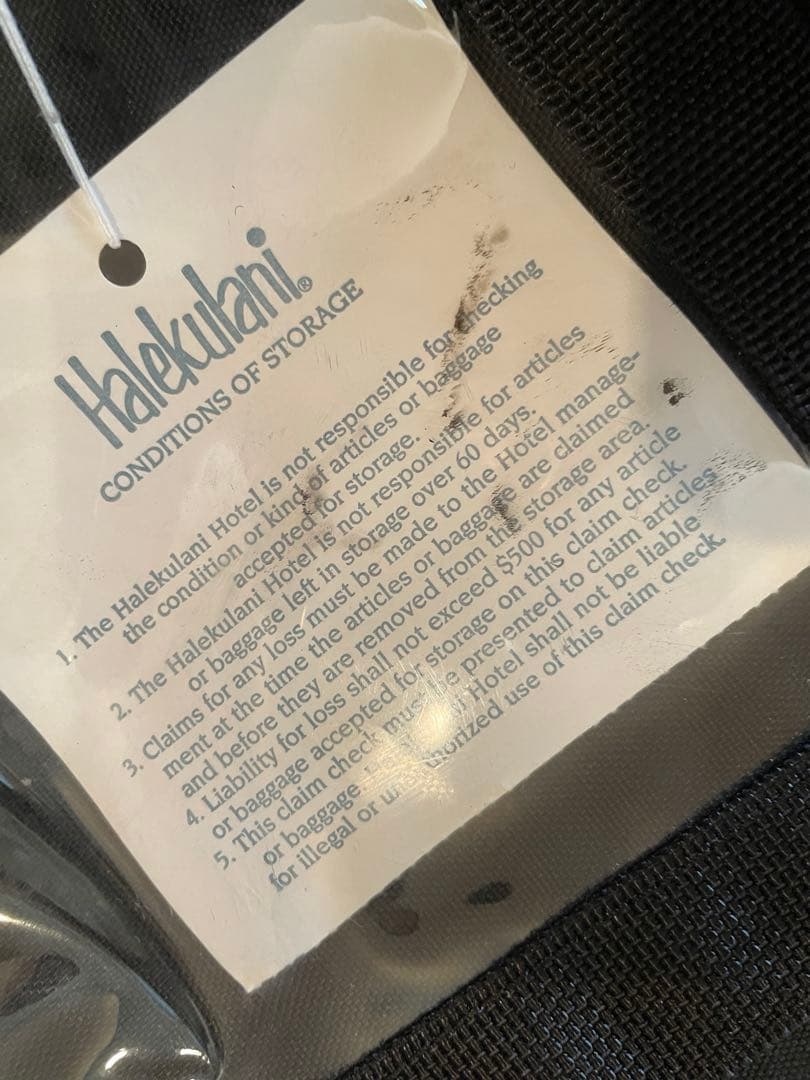 Halekulani®
CONDITIONS OF STORAGE
1. The Halekulani Hotel is not responsible for checking
the condition or kind of articles or baggage
accepted for storage.
2. The Halekulani Hotel is not responsible for articles
or baggage left in storage over 60 days.
3. Claims for any loss must be made to the Hotel manage-
ment at the time the articles or baggage are claimed
and before they are removed from the storage area.
4. Liability for loss shall not exceed $500 for any article
or baggage accepted for storage on this claim check.
5. This claim check must be presented to claim articles
or baggage. Hotel shall not be liable
for illegal or unauthorized use of this claim check.